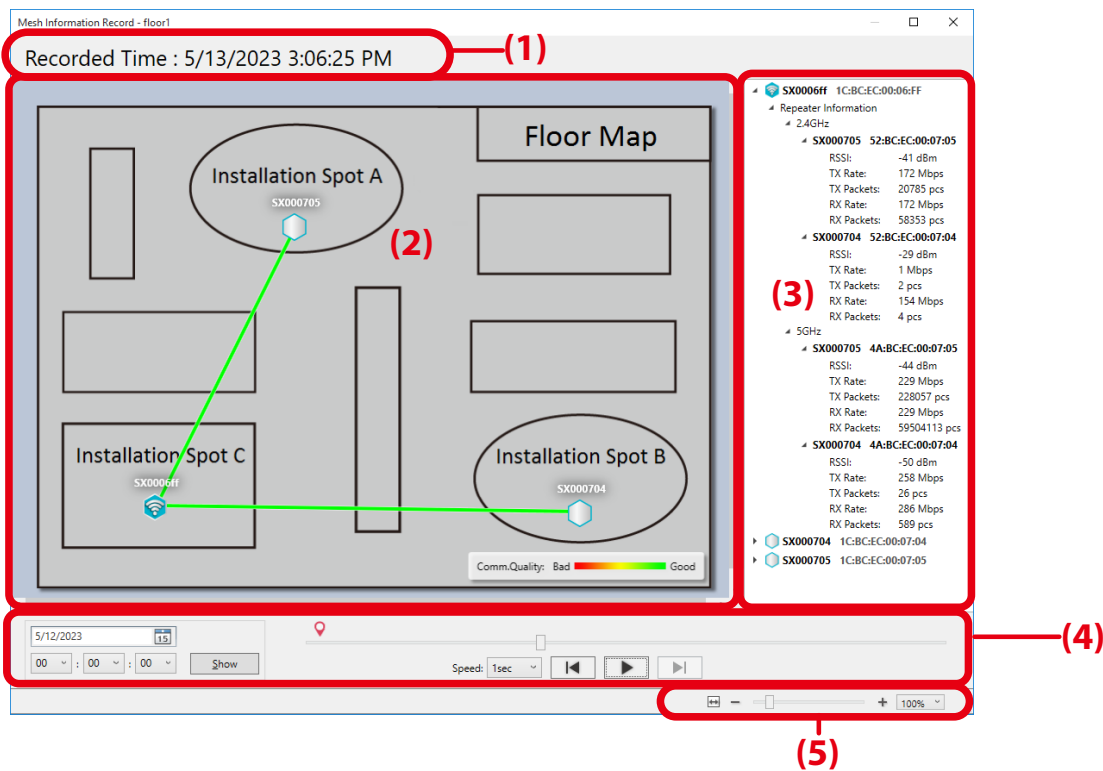 Mesh Information Record - floor1
Recorded Time : 5/13/2023 3:06:25 PM
(1)
Floor Map
Installation Spot A
SX000705
(2)
Installation Spot C
SX0006ff
Installation Spot B
SX000704
Comm.Quality: Bad Good
SX0006ff 1C:BC:EC:00:06:FF
Repeater Information
2.4GHz
SX000705 52:BC:EC:00:07:05
RSSI: -41 dBm
TX Rate: 172 Mbps
TX Packets: 20785 pcs
RX Rate: 172 Mbps
RX Packets: 58353 pcs
SX000704 52:BC:EC:00:07:04
RSSI: -29 dBm
TX Rate: 1 Mbps
TX Packets: 2 pcs
RX Rate: 154 Mbps
RX Packets: 4 pcs
(3)
5GHz
SX000705 4A:BC:EC:00:07:05
RSSI: -44 dBm
TX Rate: 229 Mbps
TX Packets: 228057 pcs
RX Rate: 229 Mbps
RX Packets: 59504113 pcs
SX000704 4A:BC:EC:00:07:04
RSSI: -50 dBm
TX Rate: 258 Mbps
TX Packets: 26 pcs
RX Rate: 286 Mbps
RX Packets: 589 pcs
SX000704 1C:BC:EC:00:07:04
SX000705 1C:BC:EC:00:07:05
5/12/2023 15
00 : 00 : 00 Show
Speed: 1sec
(4)
100%
(5)